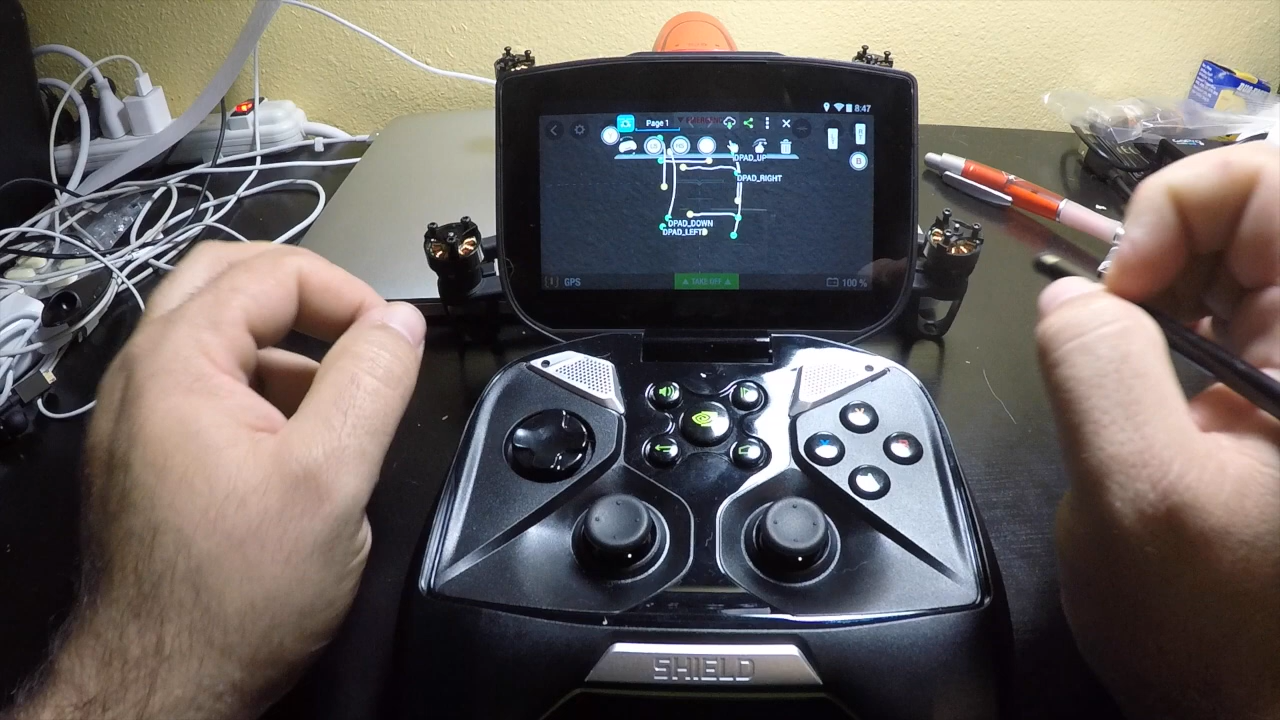 8:47
Page 1
B
DPAD_UP
DPAD_RIGHT
DPAD_DOWN
DPAD_LEFT
GPS
TAKE OFF
100 %
Y
SHIELD